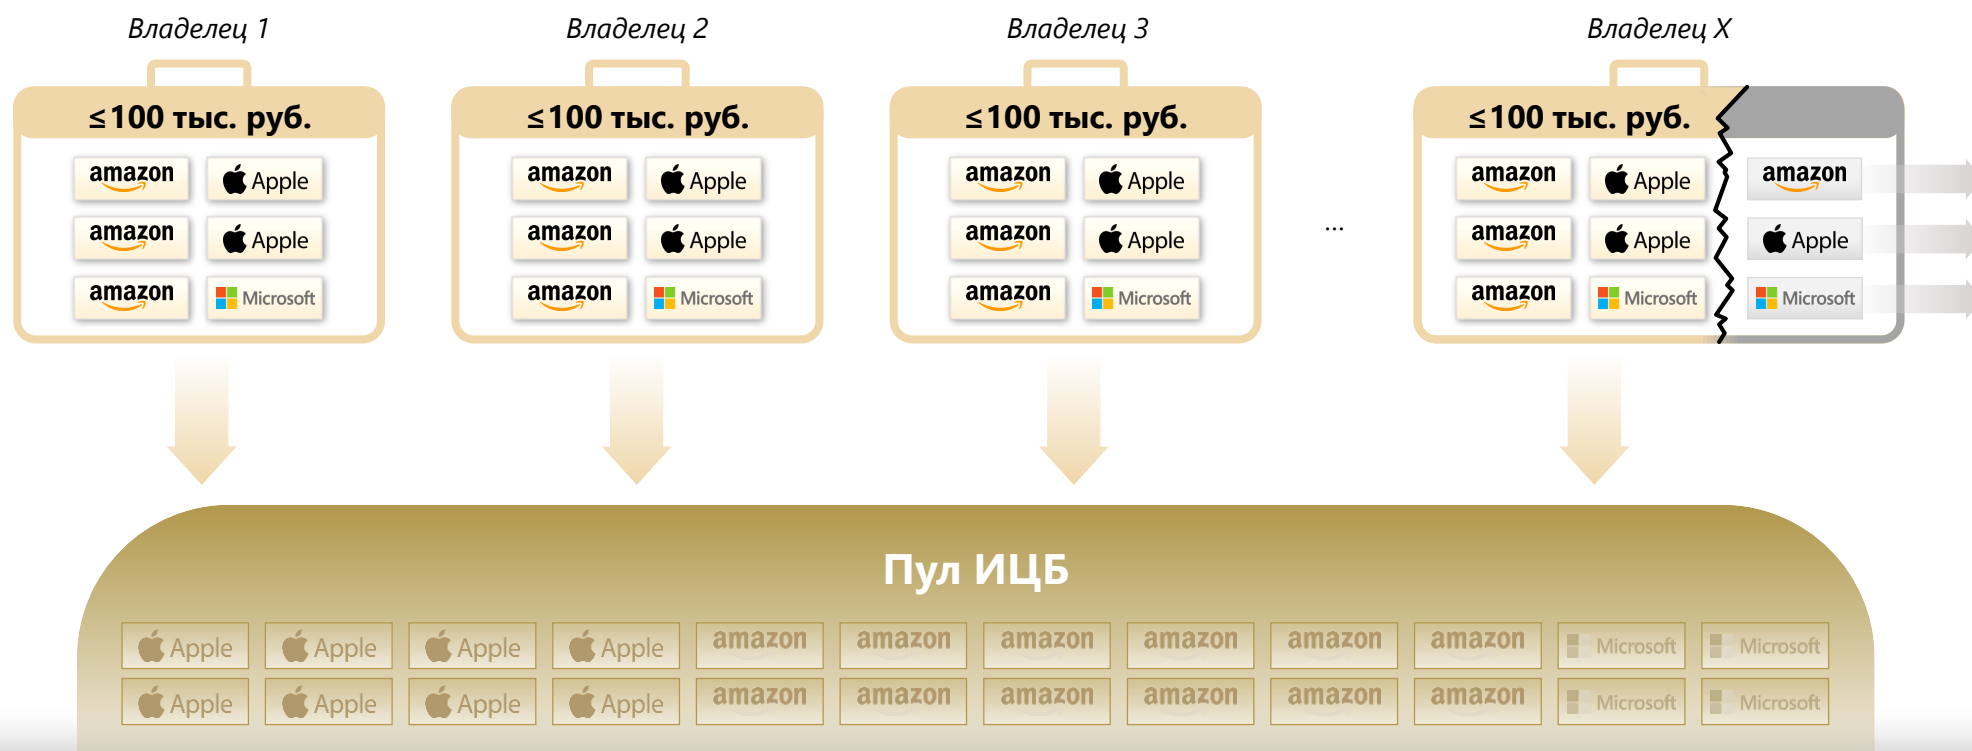 Владелец 1 Владелец 2 Владелец 3 Владелец X
≤100 тыс. руб. ≤100 тыс. руб. ≤100 тыс. руб. ≤100 тыс. руб.
amazon Apple amazon Apple amazon Apple amazon Apple amazon
amazon Apple amazon Apple amazon Apple ... amazon Apple Apple
amazon Microsoft amazon Microsoft amazon Microsoft amazon Microsoft Microsoft
Пул ИЦБ
Apple Apple Apple Apple amazon amazon amazon amazon amazon amazon Microsoft Microsoft
Apple Apple Apple Apple amazon amazon amazon amazon amazon amazon Microsoft Microsoft